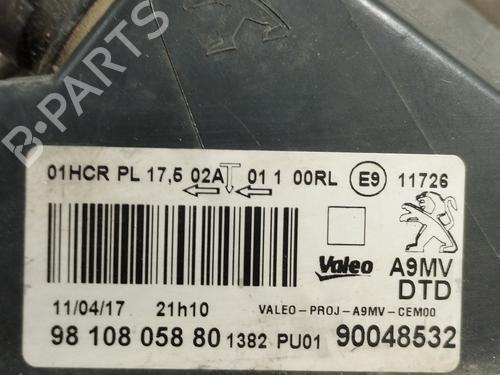 B-PARTS
01HCR PL 17,5 02A T 01 1 00RL E9 11726
Valeo A9MV
DTD
11/04/17 21h10 VALEO-PROJ-A9MV-CEM00
98 108 058 80 1382 PU01 90048532